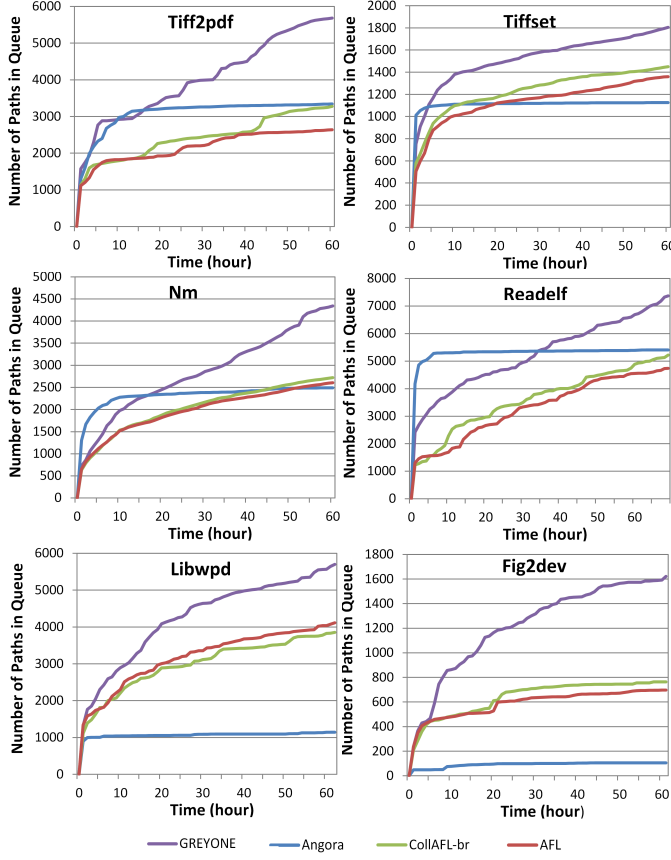 Tiff2pdf
Number of Paths in Queue
6000
5000
4000
3000
2000
1000
0
0 10 20 30 40 50 60
Time (hour)
Tiffset
Number of Paths in Queue
2000
1800
1600
1400
1200
1000
800
600
400
200
0
0 10 20 30 40 50 60
Time (hour)
Nm
Number of Paths in Queue
5000
4500
4000
3500
3000
2500
2000
1500
1000
500
0
0 10 20 30 40 50 60
Time (hour)
Readelf
Number of Paths in Queue
8000
7000
6000
5000
4000
3000
2000
1000
0
0 10 20 30 40 50 60
Time (hour)
Libwpd
Number of Paths in Queue
6000
5000
4000
3000
2000
1000
0
0 10 20 30 40 50 60
Time (hour)
Fig2dev
Number of Paths in Queue
1800
1600
1400
1200
1000
800
600
400
200
0
0 10 20 30 40 50 60
Time (hour)
GREYONE Angora CollAFL-br AFL